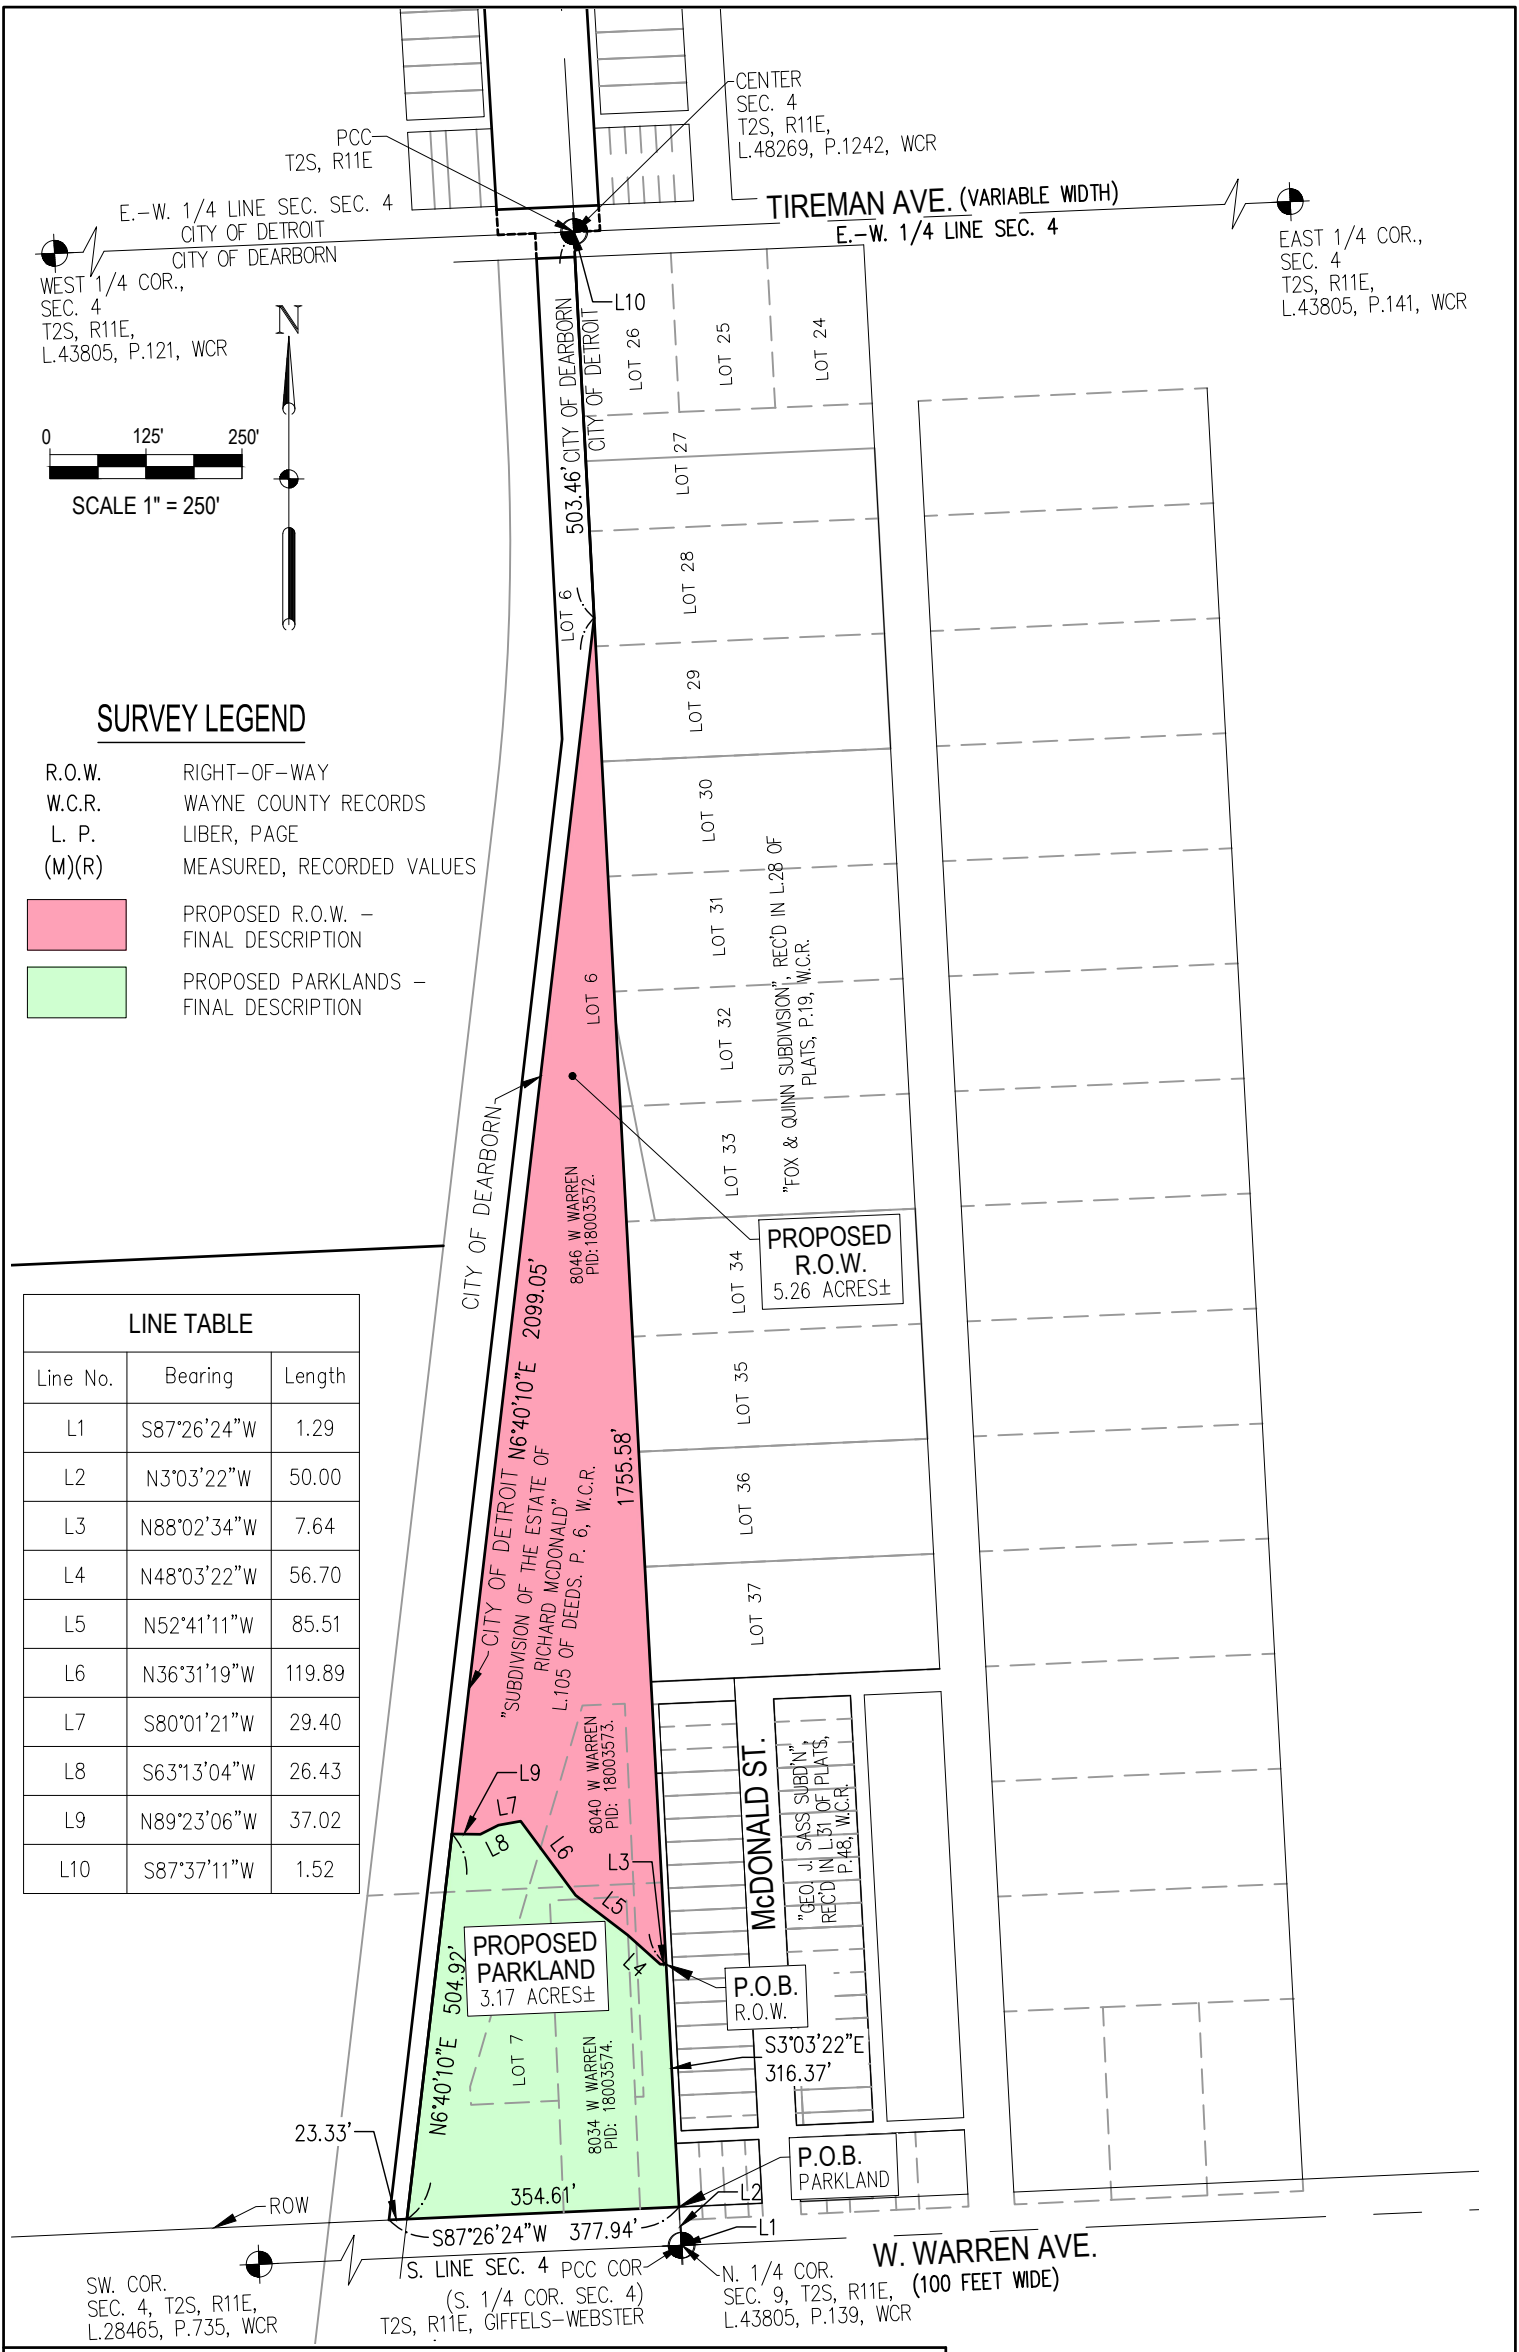 CENTER
SEC. 4
T2S, R11E,
L.48269, P.1242, WCR
PCC
T2S, R11E
E.-W. 1/4 LINE SEC. SEC. 4
CITY OF DETROIT
CITY OF DEARBORN
TIREMAN AVE. (VARIABLE WIDTH)
E.-W. 1/4 LINE SEC. 4
WEST 1/4 COR.,
SEC. 4
T2S, R11E,
L.43805, P.121, WCR
EAST 1/4 COR.,
SEC. 4
T2S, R11E,
L.43805, P.141, WCR
N
L10
0 125' 250'
SCALE 1" = 250'
503.46'
CITY OF DEARBORN
CITY OF DETROIT
LOT 26
LOT 25
LOT 24
LOT 27
LOT 28
LOT 6
LOT 29
LOT 30
LOT 31
LOT 32
LOT 33
LOT 34
LOT 35
LOT 36
LOT 37
SURVEY LEGEND
R.O.W. RIGHT-OF-WAY
W.C.R. WAYNE COUNTY RECORDS
L. P. LIBER, PAGE
(M)(R) MEASURED, RECORDED VALUES
PROPOSED R.O.W. -
FINAL DESCRIPTION
PROPOSED PARKLANDS -
FINAL DESCRIPTION
"FOX & QUINN SUBDIVISION", REC'D IN L.28 OF
PLATS, P.19, W.C.R.
LOT 6
CITY OF DEARBORN
8046 W WARREN
PID:18003572.
PROPOSED
R.O.W.
5.26 ACRES±
N6°40'10"E 2099.05'
CITY OF DETROIT
1755.58'
"SUBDIVISION OF THE ESTATE OF
RICHARD MCDONALD"
L.105 OF DEEDS. P. 6, W.C.R.
LINE TABLE
Line No. Bearing Length
L1 S87°26'24"W 1.29
L2 N3°03'22"W 50.00
L3 N88°02'34"W 7.64
L4 N48°03'22"W 56.70
L5 N52°41'11"W 85.51
L6 N36°31'19"W 119.89
L7 S80°01'21"W 29.40
L8 S63°13'04"W 26.43
L9 N89°23'06"W 37.02
L10 S87°37'11"W 1.52
8040 W WARREN
PID: 18003573.
L9
L7
L8
L6
L3
L5
L4
McDONALD ST.
"GEO. J. SASS SUBD'N",
REC'D IN L.31 OF PLATS,
P.48, W.C.R.
PROPOSED
PARKLAND
3.17 ACRES±
P.O.B.
R.O.W.
S3°03'22"E
316.37'
N6°40'10"E 504.92'
LOT 7
8034 W WARREN
PID: 18003574.
23.33'
P.O.B.
PARKLAND
354.61'
ROW
L2
L1
S87°26'24"W 377.94'
S. LINE SEC. 4
PCC COR
(S. 1/4 COR. SEC. 4)
T2S, R11E, GIFFELS-WEBSTER
W. WARREN AVE.
(100 FEET WIDE)
N. 1/4 COR.
SEC. 9, T2S, R11E,
L.43805, P.139, WCR
SW. COR.
SEC. 4, T2S, R11E,
L.28465, P.735, WCR